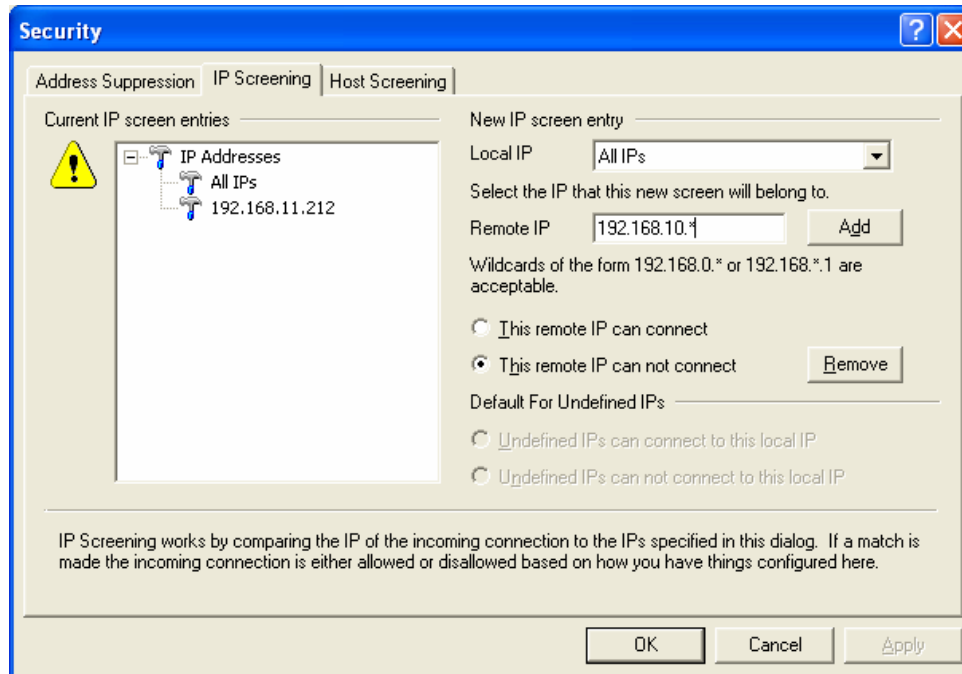 Security
Address Suppression
IP Screening
Host Screening
Current IP screen entries
IP Addresses
All IPs
192.168.11.212
New IP screen entry
Local IP
All IPs
Select the IP that this new screen will belong to.
Remote IP
192.168.10.*
Add
Wildcards of the form 192.168.0.* or 192.168.*.1 are
acceptable.
This remote IP can connect
This remote IP can not connect
Remove
Default For Undefined IPs
Undefined IPs can connect to this local IP
Undefined IPs can not connect to this local IP
IP Screening works by comparing the IP of the incoming connection to the IPs specified in this dialog.  If a match is
made the incoming connection is either allowed or disallowed based on how you have things configured here.
OK
Cancel
Apply